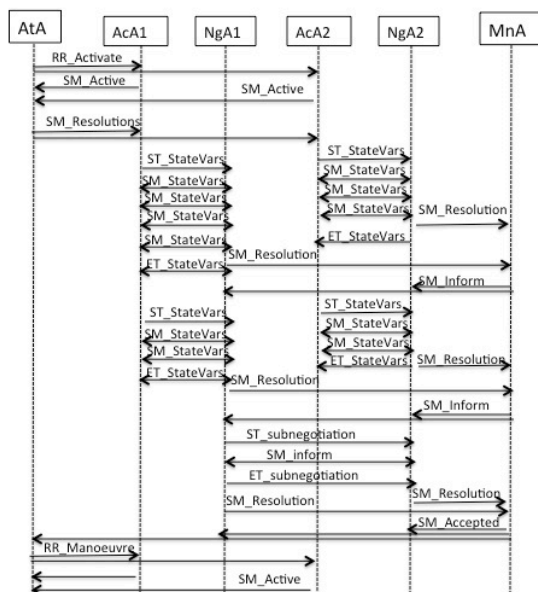 AtA AcA1 NgA1 AcA2 NgA2 MnA
RR_Activate
SM_Active
SM_Active
SM_Resolutions
ST_StateVars
ST_StateVars
SM_StateVars
SM_StateVars
SM_StateVars
SM_StateVars
SM_StateVars
SM_StateVars
SM_Resolution
ET_StateVars
SM_StateVars
SM_Resolution
ET_StateVars
SM_Inform
ST_StateVars
ST_StateVars
SM_StateVars
SM_StateVars
SM_StateVars
SM_StateVars
ET_StateVars
SM_Resolution
ET_StateVars
SM_Resolution
SM_Inform
ST_subnegotiation
SM_inform
ET_subnegotiation
SM_Resolution
SM_Resolution
SM_Accepted
RR_Manoeuvre
SM_Active